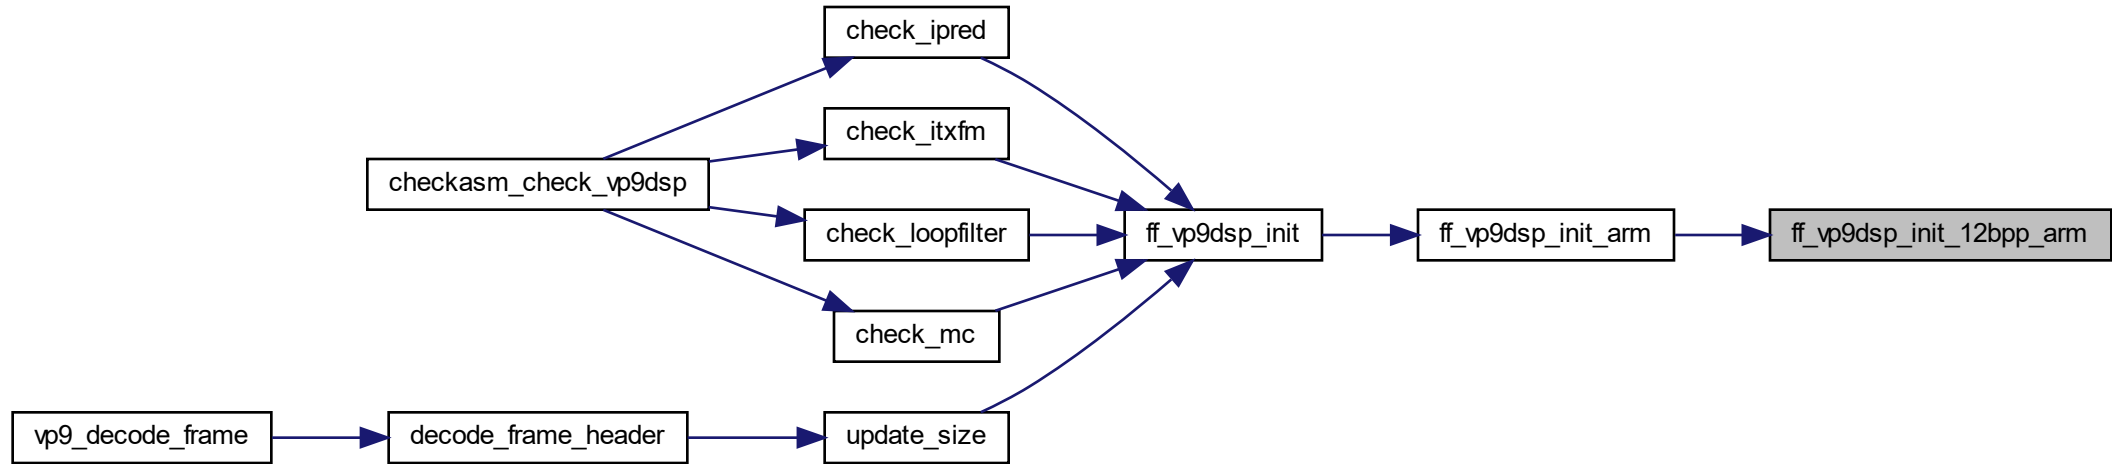 check_ipred
check_itxfm
checkasm_check_vp9dsp
check_loopfilter
ff_vp9dsp_init
ff_vp9dsp_init_arm
ff_vp9dsp_init_12bpp_arm
check_mc
vp9_decode_frame
decode_frame_header
update_size